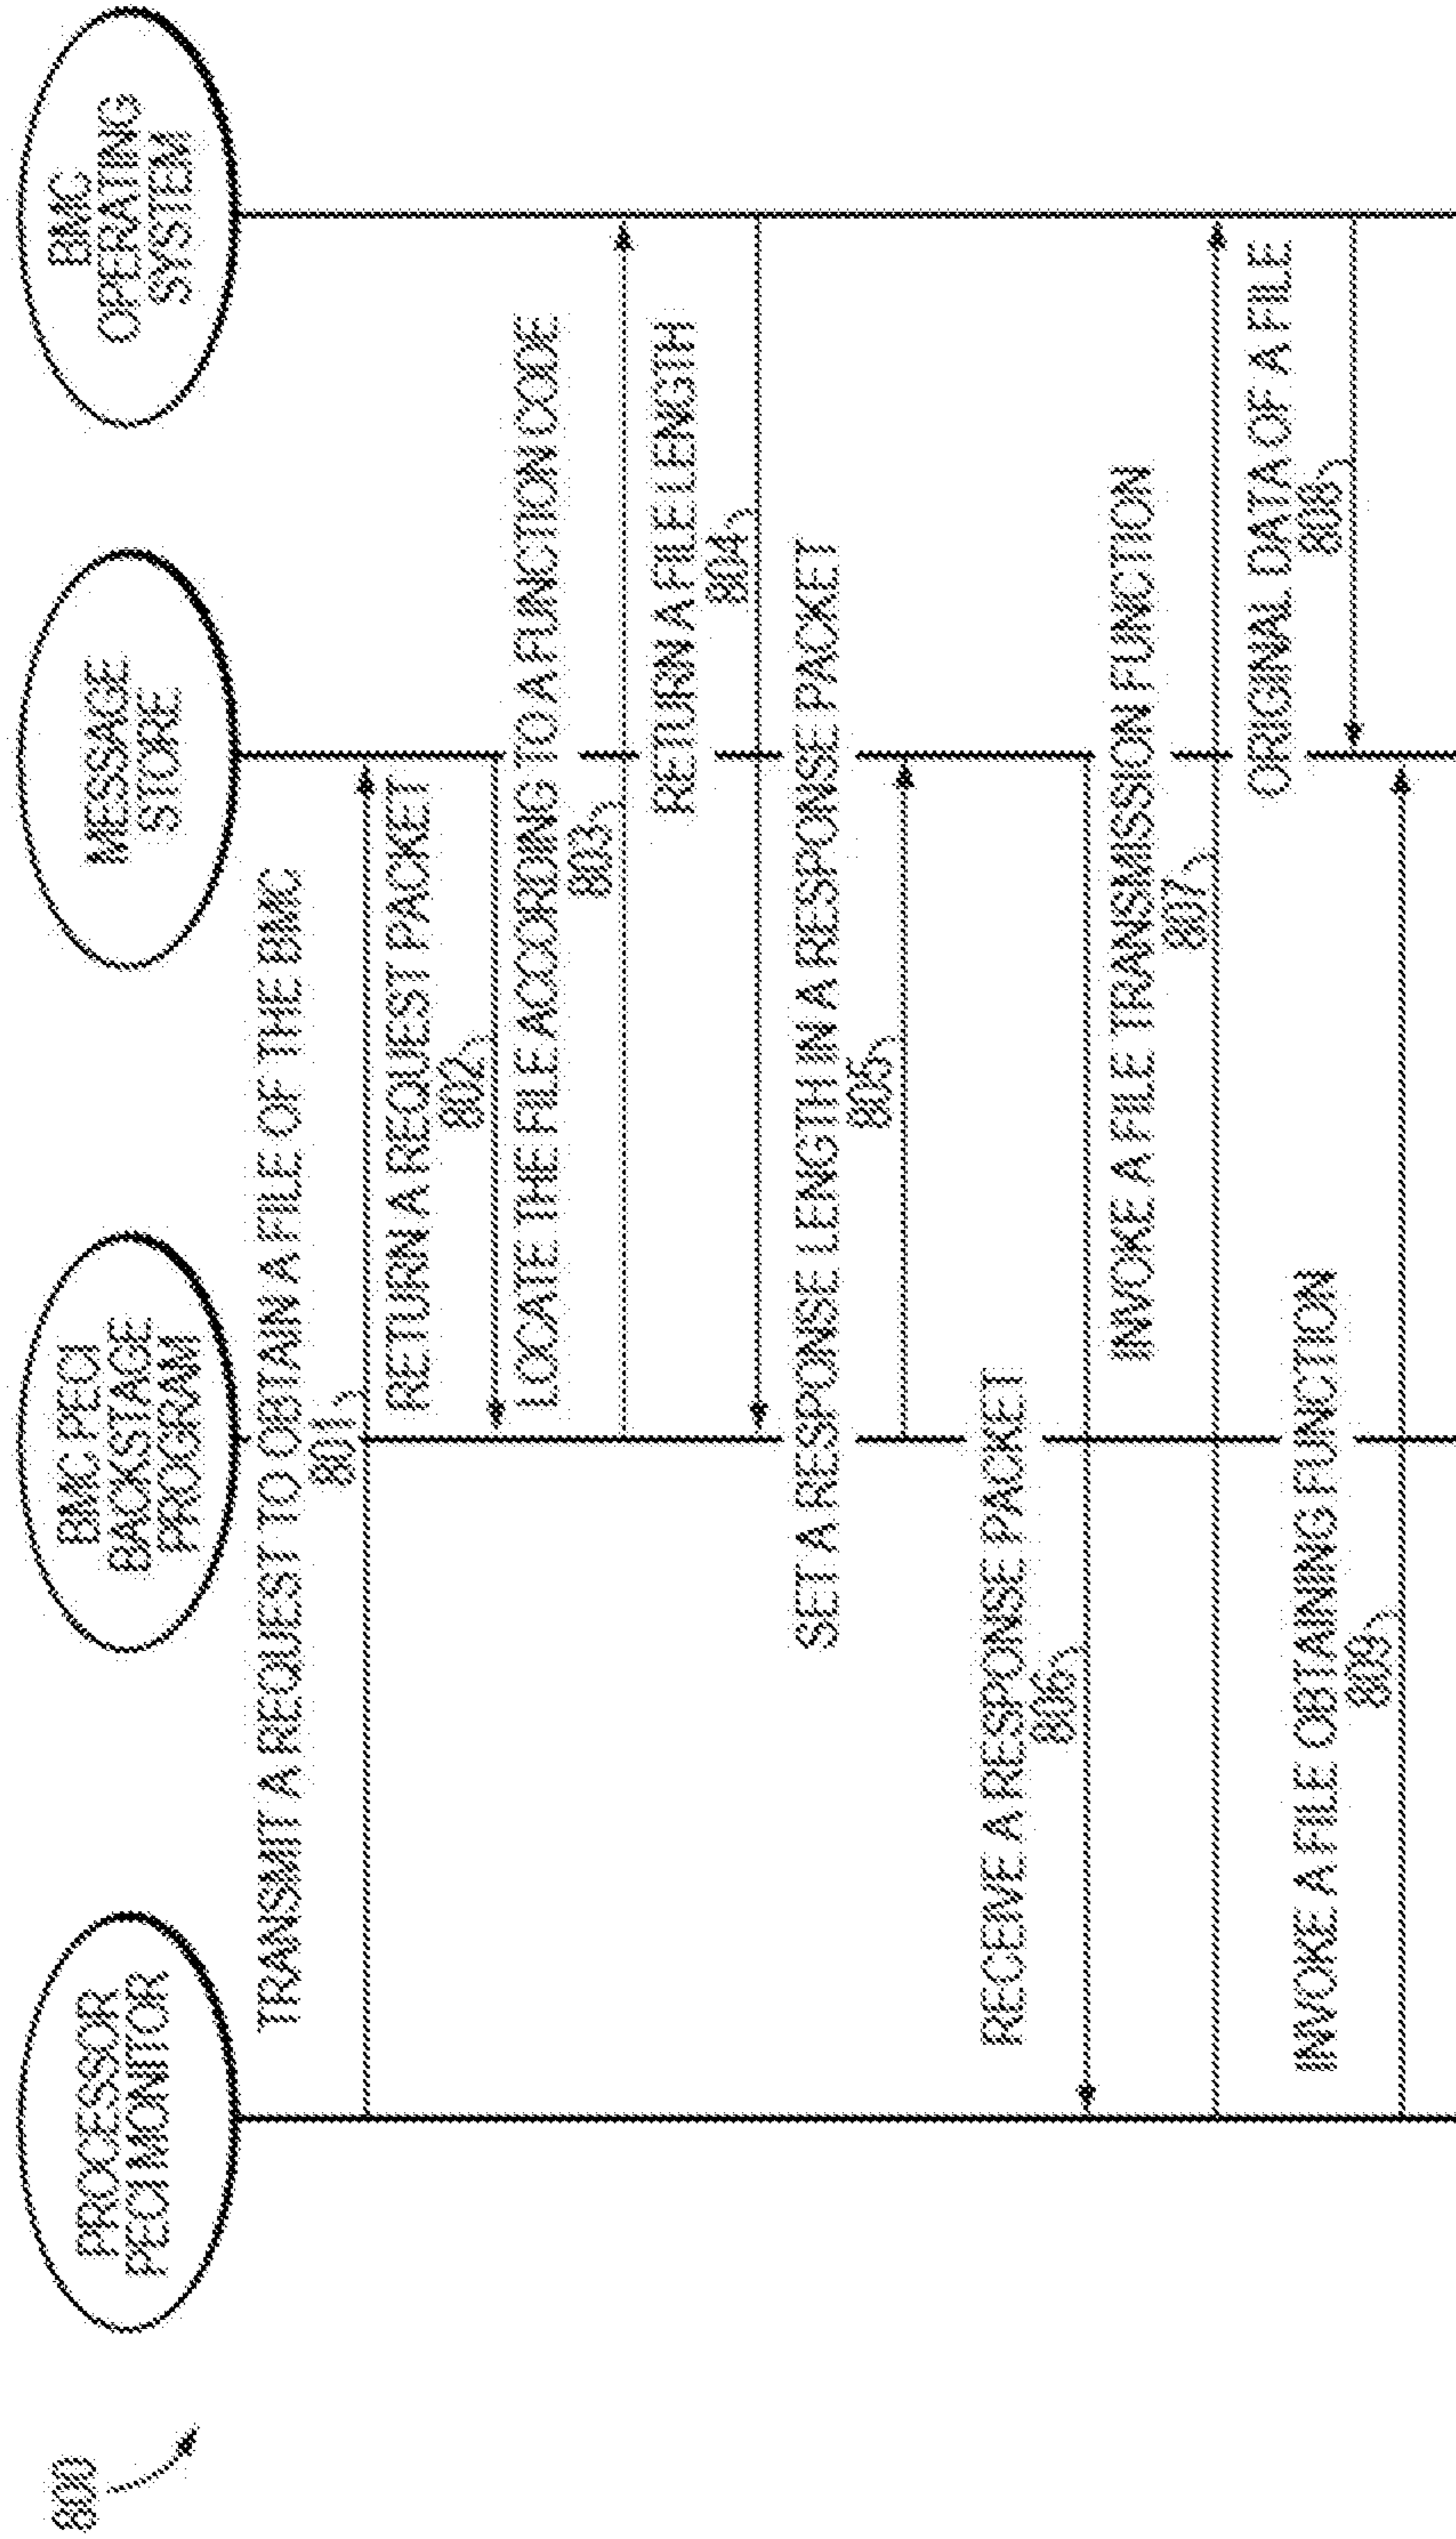 800
PROCESSOR
PECI MONITOR
BMC PECI
BACKSTAGE
PROGRAM
MESSAGE
STORE
BMC
OPERATING
SYSTEM
TRANSMIT A REQUEST TO OBTAIN A FILE OF THE BMC
801
RETURN A REQUEST PACKET
802
LOCATE THE FILE ACCORDING TO A FUNCTION CODE
803
RETURN A FILE LENGTH
804
SET A RESPONSE LENGTH IN A RESPONSE PACKET
805
RECEIVE A RESPONSE PACKET
806
INVOKE A FILE TRANSMISSION FUNCTION
807
ORIGINAL DATA OF A FILE
808
INVOKE A FILE OBTAINING FUNCTION
809